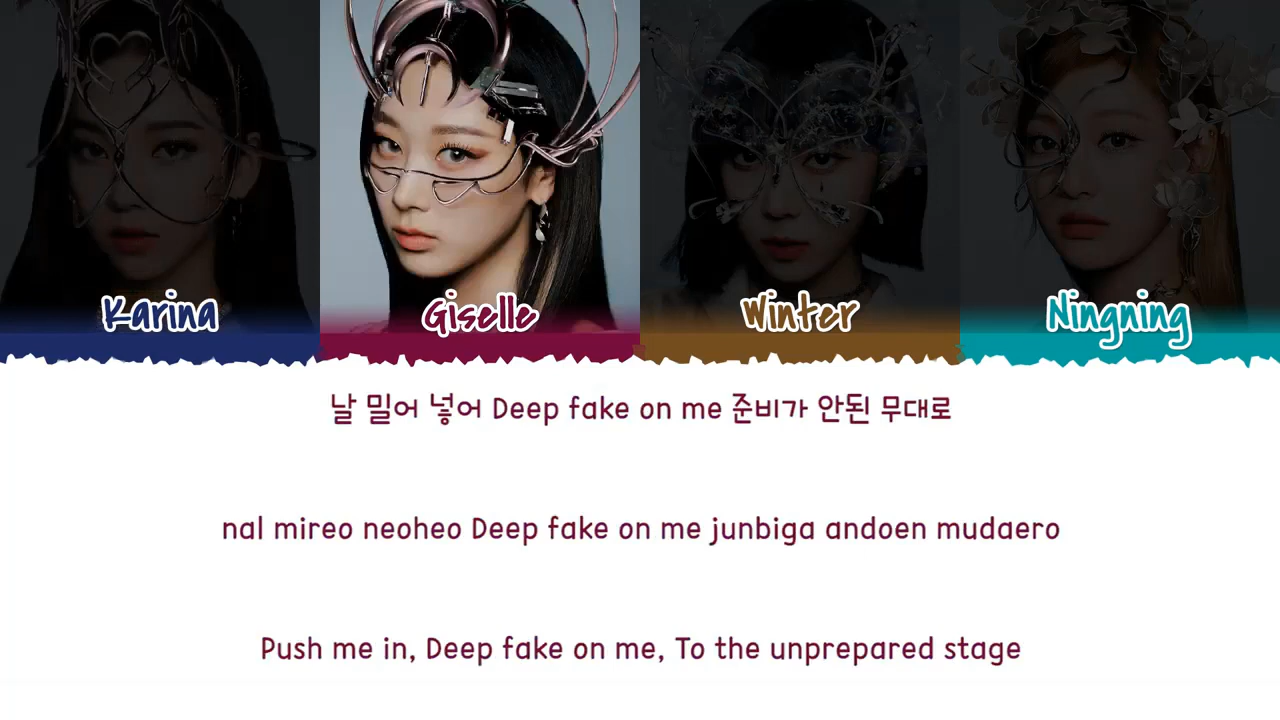 Karina
Giselle
Winter
Ningning
날 밀어 넣어 Deep fake on me 준비가 안된 무대로
nal mireo neoheo Deep fake on me junbiga andoen mudaero
Push me in, Deep fake on me, To the unprepared stage